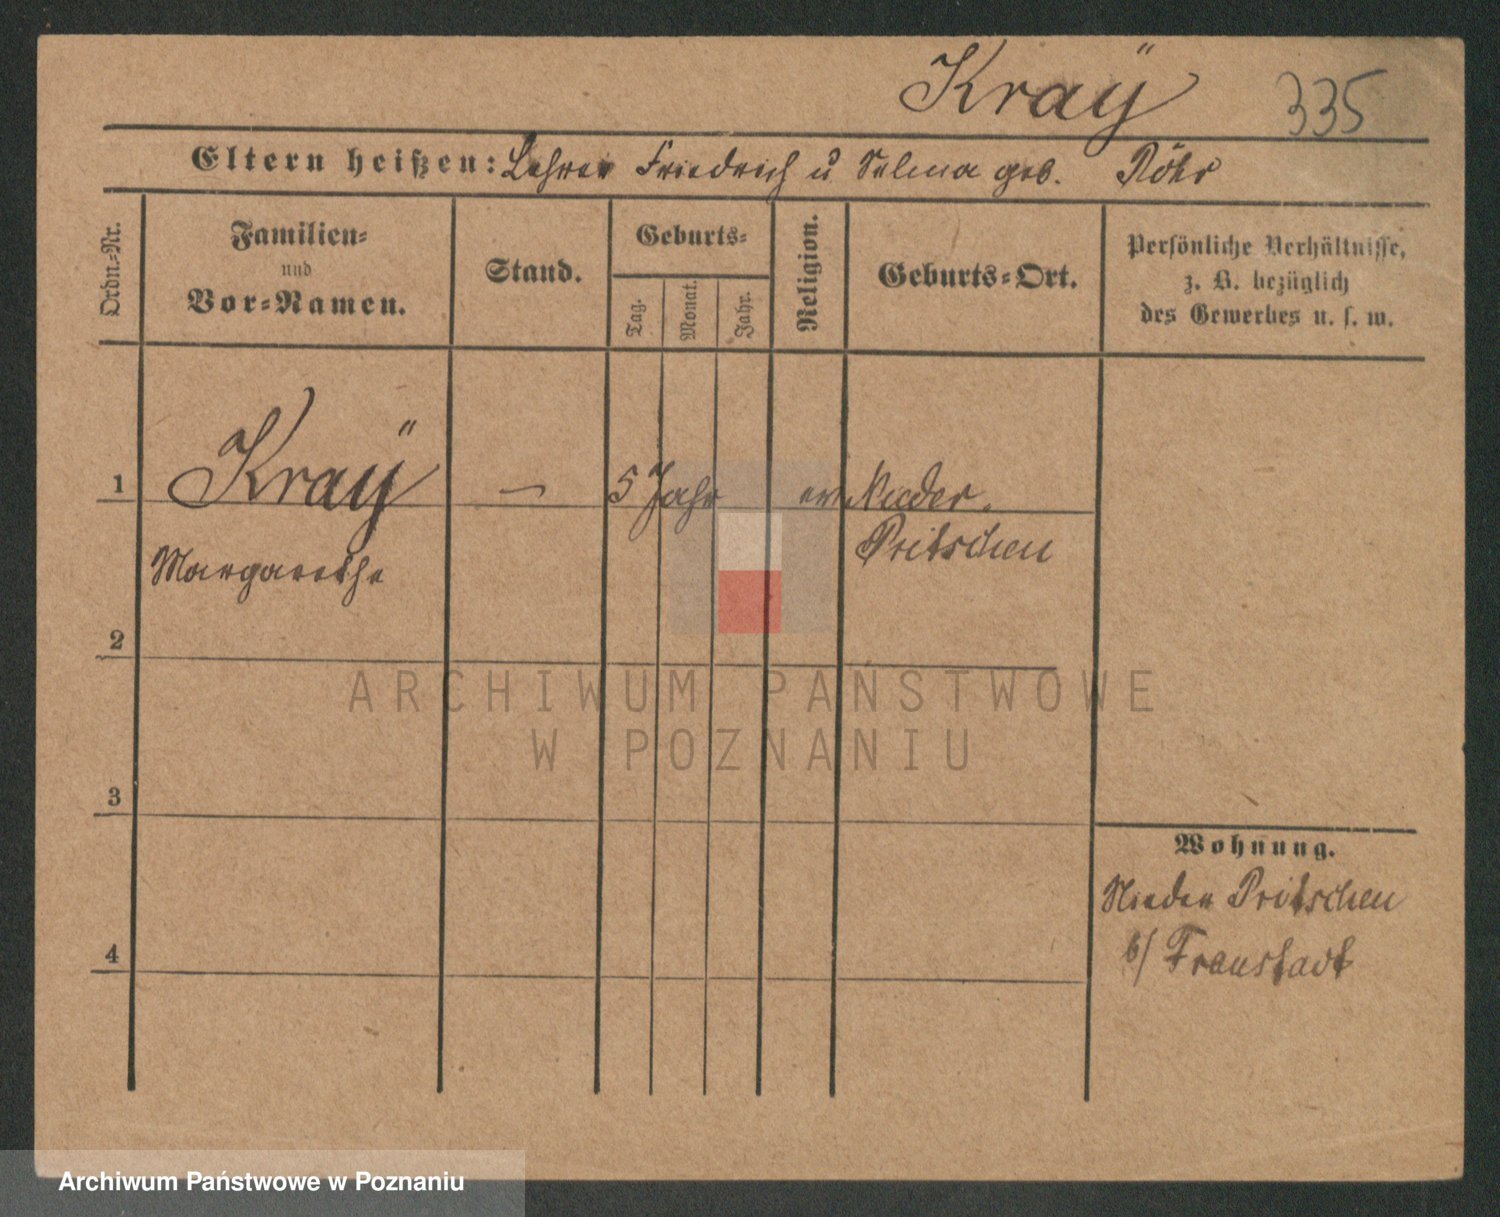 Kraÿ 335
Eltern heißen: Lehrer Friedrich u Selma geb. Röhr
Ordn.-Nr.
Familien-
und
Vor-Namen.
Stand.
Geburts-
Tag.
Monat.
Jahr.
Religion.
Geburts-Ort.
Persönliche Verhältnisse,
z. B. bezüglich
des Gewerbes u. s. w.
1 Kraÿ — 5 Jahr ev Nieder
Pritschen
Margarethe
2
ARCHIWUM PAŃSTWOWE
W POZNANIU
3
Wohnung.
Nieder Pritschen
b/ Fraustadt
4
Archiwum Państwowe w Poznaniu